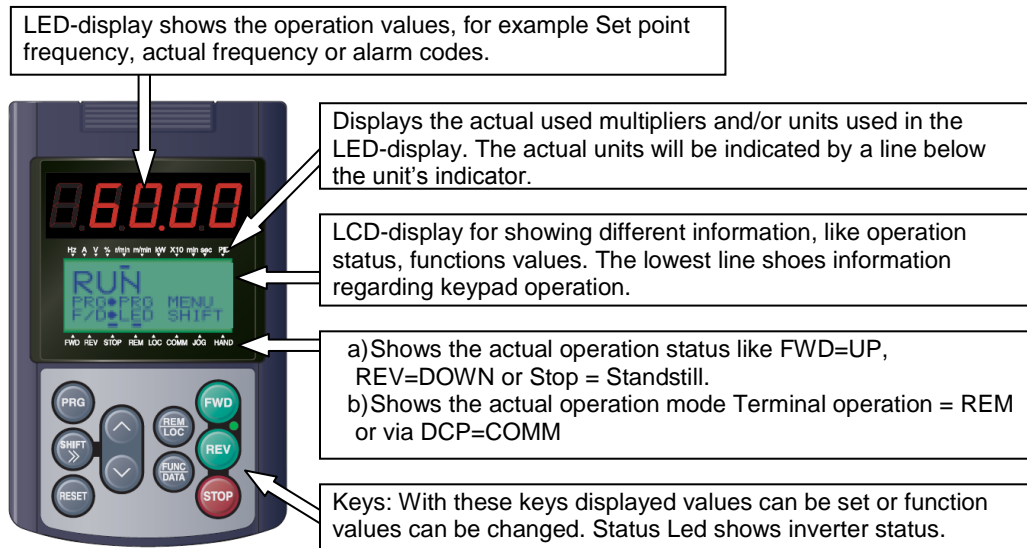 LED-display shows the operation values, for example Set point
frequency, actual frequency or alarm codes.
Displays the actual used multipliers and/or units used in the
LED-display. The actual units will be indicated by a line below
the unit's indicator.
60.00
Hz A V % r/min m/min kW X10 min sec PID
LCD-display for showing different information, like operation
status, functions values. The lowest line shoes information
regarding keypad operation.
RUN
PRG PRG MENU
F/D LED SHIFT
FWD REV STOP REM LOC COMM JOG HAND
a)Shows the actual operation status like FWD=UP,
REV=DOWN or Stop = Standstill.
b)Shows the actual operation mode Terminal operation = REM
or via DCP=COMM
PRG
FWD
REM
LOC
SHIFT
REV
FUNC
DATA
RESET
STOP
Keys: With these keys displayed values can be set or function
values can be changed. Status Led shows inverter status.